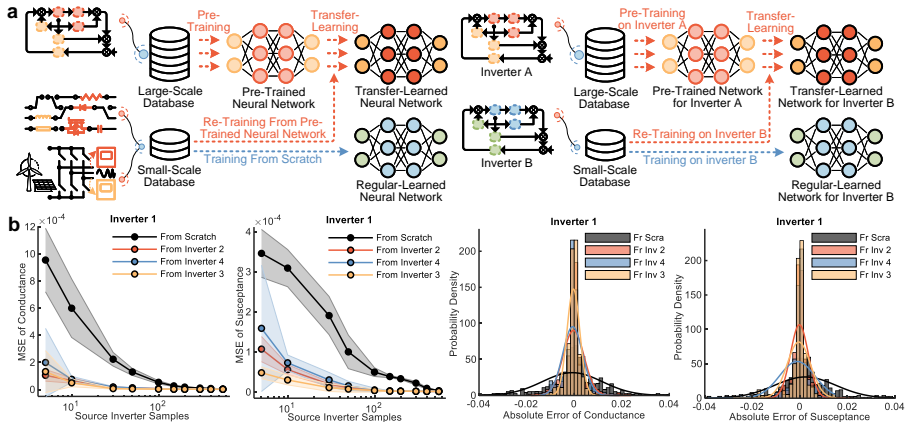 a
Pre-
Training
Transfer-
Learning
Large-Scale
Database
Pre-Trained
Neural Network
Transfer-Learned
Neural Network
Re-Training From Pre-
Trained Neural Network
Training From Scratch
Small-Scale
Database
Regular-Learned
Neural Network
Inverter A
Pre-Training
on Inverter A
Transfer-
Learning
Large-Scale
Database
Pre-Trained Network
for Inverter A
Transfer-Learned
Network for Inverter B
Inverter B
Re-Training on Inverter B
Training on inverter B
Small-Scale
Database
Regular-Learned
Network for Inverter B
b
×10⁻⁴
Inverter 1
From Scratch
From Inverter 2
From Inverter 4
From Inverter 3
MSE of Conductance
12
10
8
6
4
2
0
10¹
10²
Source Inverter Samples
×10⁻⁴
Inverter 1
From Scratch
From Inverter 2
From Inverter 4
From Inverter 3
MSE of Susceptance
4
2
0
10¹
10²
Source Inverter Samples
Inverter 1
Fr Scra
Fr Inv 2
Fr Inv 4
Fr Inv 3
Probability Density
200
150
100
50
0
-0.04
-0.02
0
0.02
0.04
Absolute Error of Conductance
Inverter 1
Fr Scra
Fr Inv 2
Fr Inv 4
Fr Inv 3
Probability Density
200
150
100
50
0
-0.04
-0.02
0
0.02
0.04
Absolute Error of Susceptance